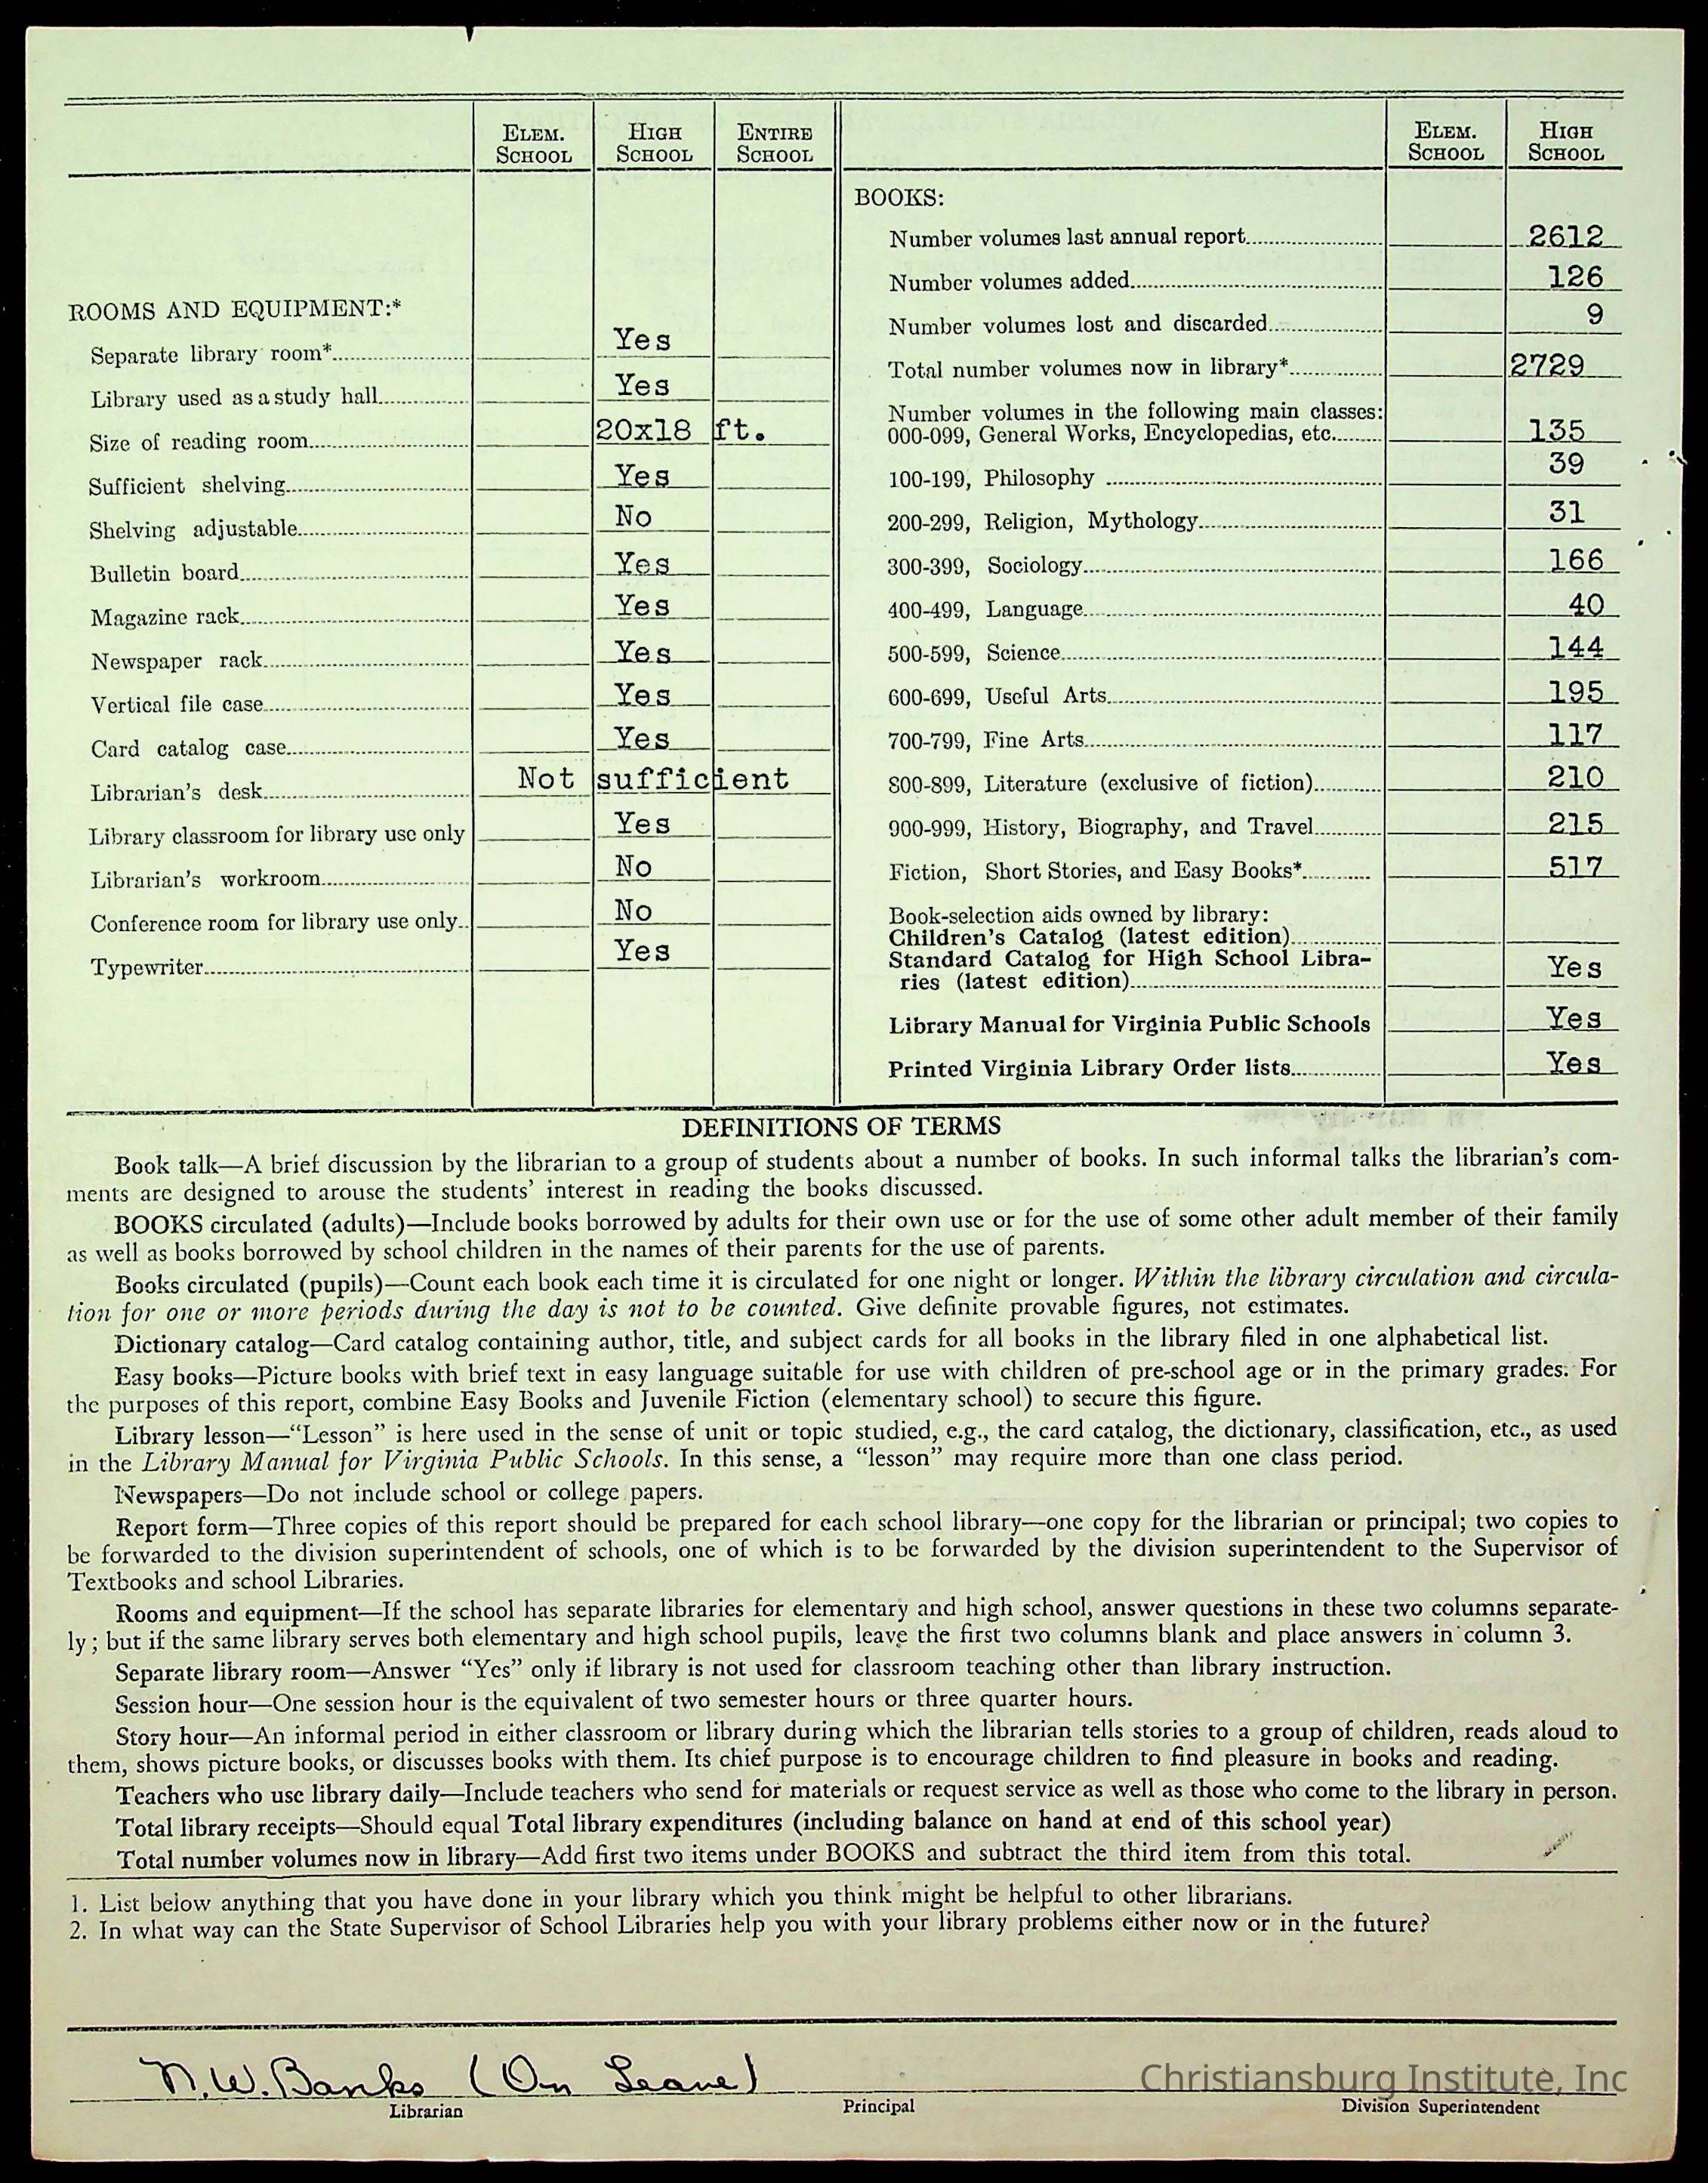 ELEM. SCHOOL HIGH SCHOOL ENTIRE SCHOOL
ROOMS AND EQUIPMENT:*
Separate library room* Yes
Library used as a study hall Yes
Size of reading room 20x18 ft.
Sufficient shelving Yes
Shelving adjustable No
Bulletin board Yes
Magazine rack Yes
Newspaper rack Yes
Vertical file case Yes
Card catalog case Yes
Librarian's desk Not sufficient
Library classroom for library use only Yes
Librarian's workroom No
Conference room for library use only No
Typewriter Yes
ELEM. SCHOOL HIGH SCHOOL
BOOKS:
Number volumes last annual report 2612
Number volumes added 126
Number volumes lost and discarded 9
Total number volumes now in library* 2729
Number volumes in the following main classes:
000-099, General Works, Encyclopedias, etc. 135
100-199, Philosophy 39
200-299, Religion, Mythology 31
300-399, Sociology 166
400-499, Language 40
500-599, Science 144
600-699, Useful Arts 195
700-799, Fine Arts 117
800-899, Literature (exclusive of fiction) 210
900-999, History, Biography, and Travel 215
Fiction, Short Stories, and Easy Books* 517
Book-selection aids owned by library:
Children's Catalog (latest edition)
Standard Catalog for High School Libra-
ries (latest edition) Yes
Library Manual for Virginia Public Schools Yes
Printed Virginia Library Order lists Yes
DEFINITIONS OF TERMS
Book talk—A brief discussion by the librarian to a group of students about a number of books. In such informal talks the librarian's com-
ments are designed to arouse the students' interest in reading the books discussed.
BOOKS circulated (adults)—Include books borrowed by adults for their own use or for the use of some other adult member of their family
as well as books borrowed by school children in the names of their parents for the use of parents.
Books circulated (pupils)—Count each book each time it is circulated for one night or longer. Within the library circulation and circula-
tion for one or more periods during the day is not to be counted. Give definite provable figures, not estimates.
Dictionary catalog—Card catalog containing author, title, and subject cards for all books in the library filed in one alphabetical list.
Easy books—Picture books with brief text in easy language suitable for use with children of pre-school age or in the primary grades. For
the purposes of this report, combine Easy Books and Juvenile Fiction (elementary school) to secure this figure.
Library lesson—"Lesson" is here used in the sense of unit or topic studied, e.g., the card catalog, the dictionary, classification, etc., as used
in the Library Manual for Virginia Public Schools. In this sense, a "lesson" may require more than one class period.
Newspapers—Do not include school or college papers.
Report form—Three copies of this report should be prepared for each school library—one copy for the librarian or principal; two copies to
be forwarded to the division superintendent of schools, one of which is to be forwarded by the division superintendent to the Supervisor of
Textbooks and school Libraries.
Rooms and equipment—If the school has separate libraries for elementary and high school, answer questions in these two columns separate-
ly; but if the same library serves both elementary and high school pupils, leave the first two columns blank and place answers in column 3.
Separate library room—Answer "Yes" only if library is not used for classroom teaching other than library instruction.
Session hour—One session hour is the equivalent of two semester hours or three quarter hours.
Story hour—An informal period in either classroom or library during which the librarian tells stories to a group of children, reads aloud to
them, shows picture books, or discusses books with them. Its chief purpose is to encourage children to find pleasure in books and reading.
Teachers who use library daily—Include teachers who send for materials or request service as well as those who come to the library in person.
Total library receipts—Should equal Total library expenditures (including balance on hand at end of this school year)
Total number volumes now in library—Add first two items under BOOKS and subtract the third item from this total.
1. List below anything that you have done in your library which you think might be helpful to other librarians.
2. In what way can the State Supervisor of School Libraries help you with your library problems either now or in the future?
N.W. Banks (On Leave)
Christiansburg Institute, Inc
Librarian Principal Division Superintendent